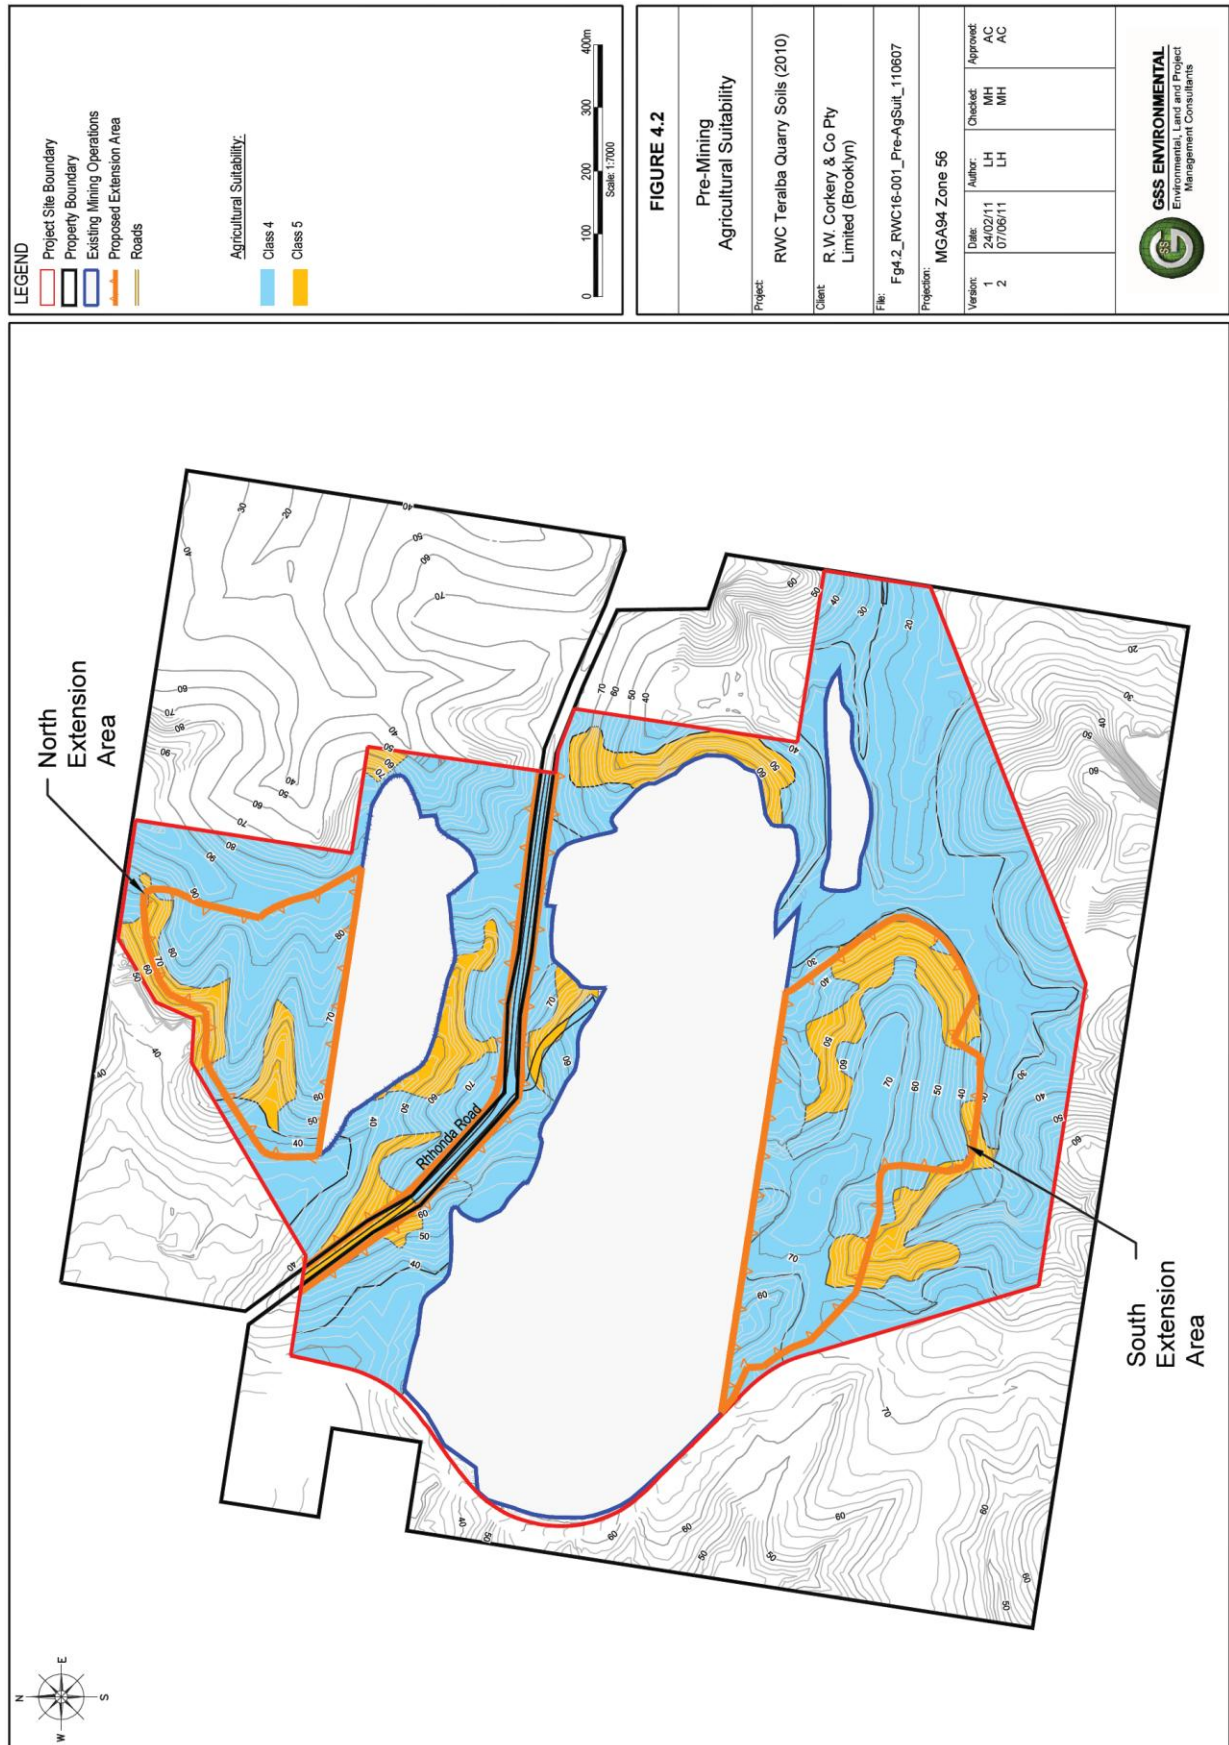 LEGEND
Project Site Boundary
Property Boundary
Existing Mining Operations
Proposed Extension Area
Roads
Agricultural Suitability:
Class 4
Class 5
0 100 200 300 400m
Scale: 1:7000
FIGURE 4.2
Pre-Mining
Agricultural Suitability
Project:
RWC Teralba Quarry Soils (2010)
Client:
R.W. Corkery & Co Pty
Limited (Brooklyn)
File:
Fg4.2_RWC16-001_Pre-AgSuit_110607
Projection:
MGA94 Zone 56
Version: Date: Author: Checked: Approved:
1 24/02/11 LH MH AC
2 07/06/11 LH MH AC
GSS
GSS ENVIRONMENTAL
Environmental, Land and Project
Management Consultants
North
Extension
Area
Rhhonda Road
South
Extension
Area
N
W E
S